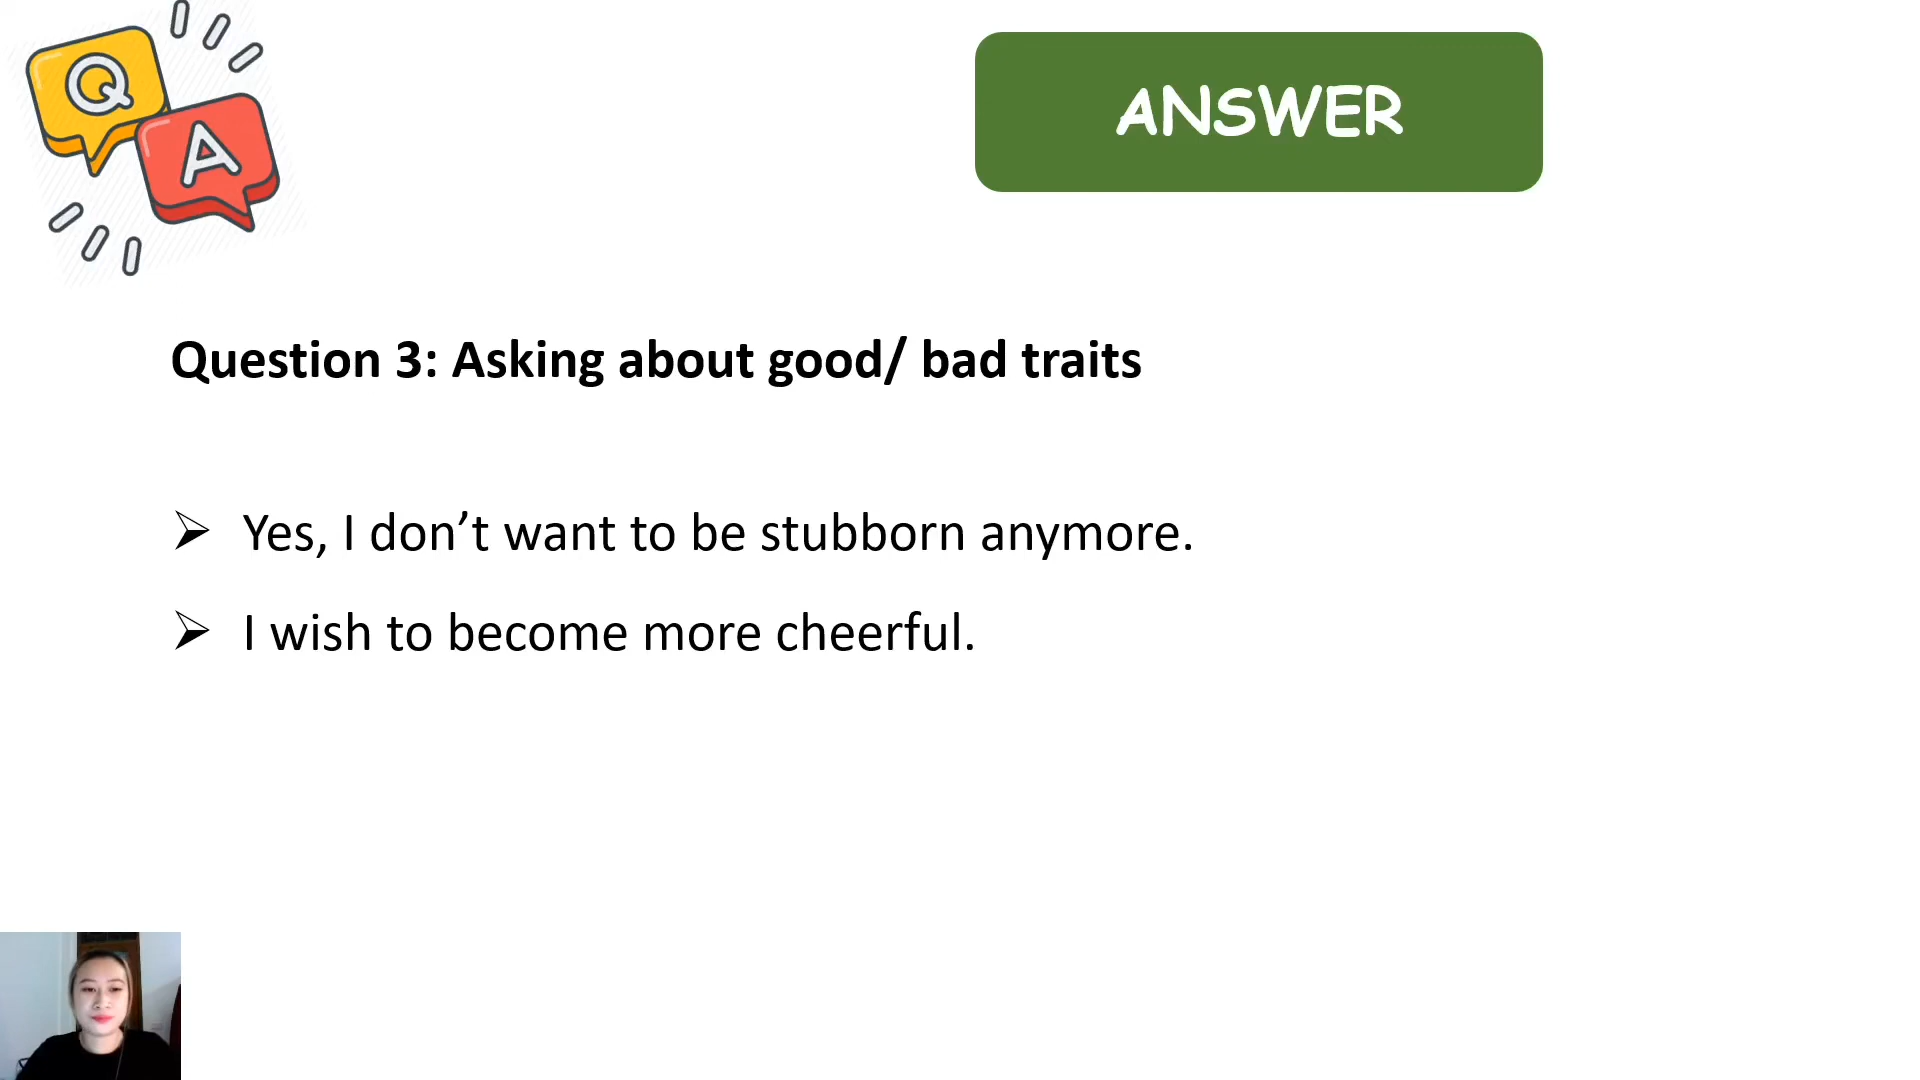 Q
A
ANSWER
Question 3: Asking about good/ bad traits
➢ Yes, I don’t want to be stubborn anymore.
➢ I wish to become more cheerful.